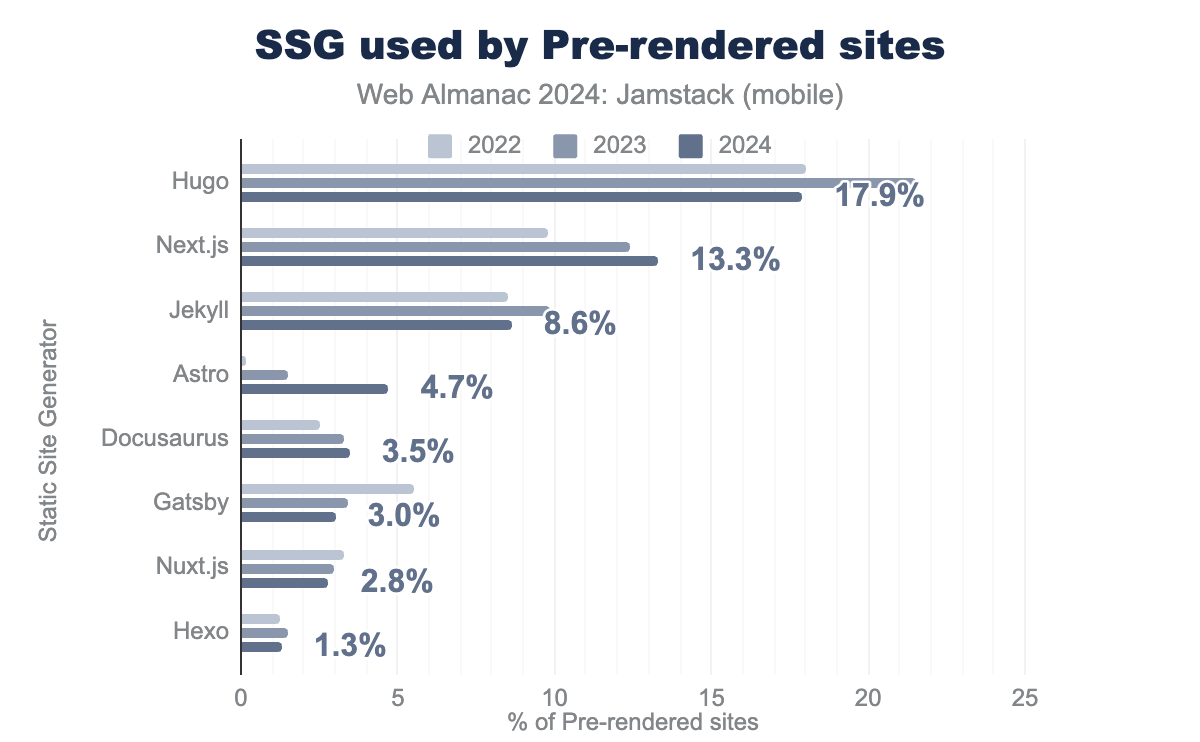 SSG used by Pre-rendered sites
Web Almanac 2024: Jamstack (mobile)
2022 2023 2024
Static Site Generator
Hugo 17.9%
Next.js 13.3%
Jekyll 8.6%
Astro 4.7%
Docusaurus 3.5%
Gatsby 3.0%
Nuxt.js 2.8%
Hexo 1.3%
0 5 10 15 20 25
% of Pre-rendered sites